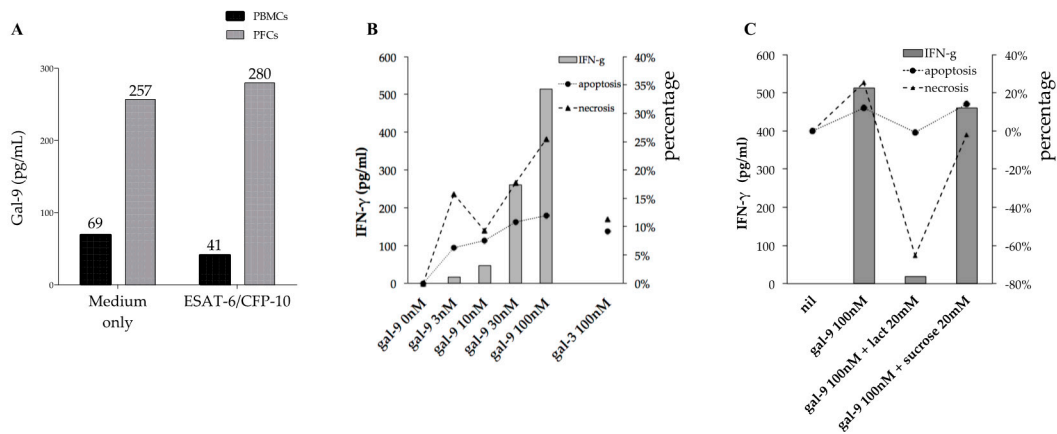 A
PBMCs
PFCs
Gal-9 (pg/mL)
300
200
100
0
69
257
41
280
Medium
only
ESAT-6/CFP-10
B
IFN-g
apoptosis
necrosis
IFN-γ (pg/ml)
600
500
400
300
200
100
0
40%
35%
30%
25%
20%
15%
10%
5%
0%
percentage
gal-9 0nM
gal-9 3nM
gal-9 10nM
gal-9 30nM
gal-9 100nM
gal-3 100nM
C
IFN-g
apoptosis
necrosis
IFN-γ (pg/ml)
600
500
400
300
200
100
0
40%
20%
0%
-20%
-40%
-60%
-80%
percentage
nil
gal-9 100nM
gal-9 100nM + lact 20mM
gal-9 100nM + sucrose 20mM